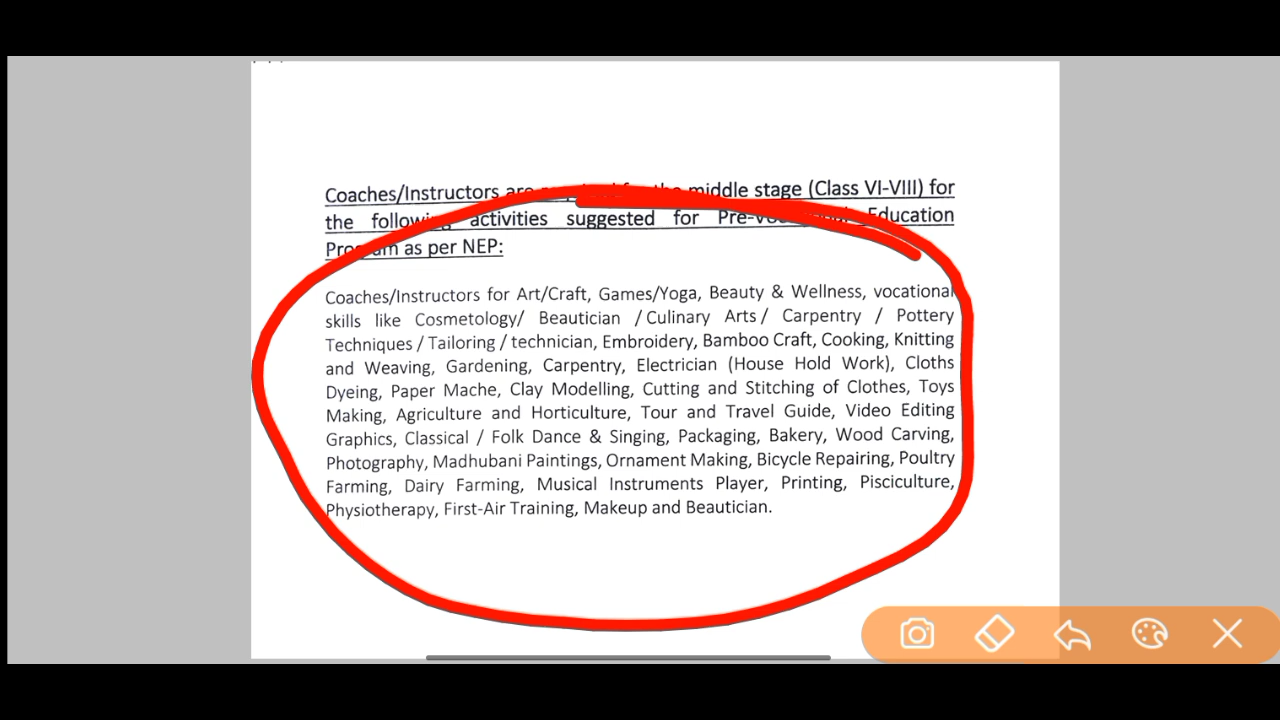 Coaches/Instructors are for the middle stage (Class VI-VIII) for
the following activities suggested for Pre-Vocational Education
Program as per NEP:
Coaches/Instructors for Art/Craft, Games/Yoga, Beauty & Wellness, vocational
skills like Cosmetology/ Beautician / Culinary Arts / Carpentry / Pottery
Techniques / Tailoring / technician, Embroidery, Bamboo Craft, Cooking, Knitting
and Weaving, Gardening, Carpentry, Electrician (House Hold Work), Cloths
Dyeing, Paper Mache, Clay Modelling, Cutting and Stitching of Clothes, Toys
Making, Agriculture and Horticulture, Tour and Travel Guide, Video Editing
Graphics, Classical / Folk Dance & Singing, Packaging, Bakery, Wood Carving,
Photography, Madhubani Paintings, Ornament Making, Bicycle Repairing, Poultry
Farming, Dairy Farming, Musical Instruments Player, Printing, Pisciculture,
Physiotherapy, First-Air Training, Makeup and Beautician.